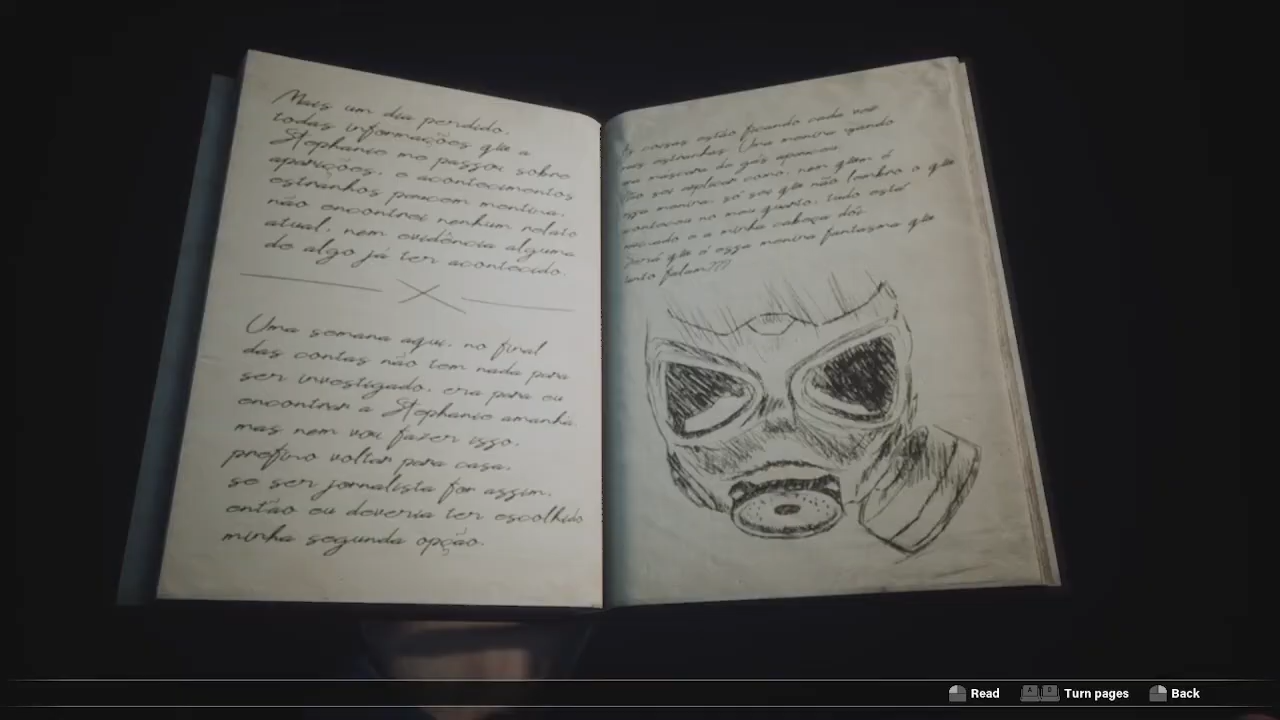 Mais um dia perdido,
todas informações que a
Stephanie me passou sobre
aparições, e acontecimentos
estranhos parecem mentira,
não encontrei nenhum relato
atual, nem evidência alguma
de algo já ter acontecido.
Uma semana aqui, no final
das contas não tem nada para
ser investigado, era para eu
encontrar a Stephanie amanhã,
mas nem vou fazer isso,
prefiro voltar para casa,
se ser jornalista for assim,
então eu deveria ter escolhido
minha segunda opção.
As coisas estão ficando cada vez
mais estranhas. Uma menina usando
uma máscara de gás apareceu.
Não sei explicar como, nem quem é
essa menina, só sei que não lembro o que
aconteceu no meu quarto, tudo está
e a minha cabeça dói.
Será que é essa menina fantasma que
tanto falam???
Read
A
D
Turn pages
Back